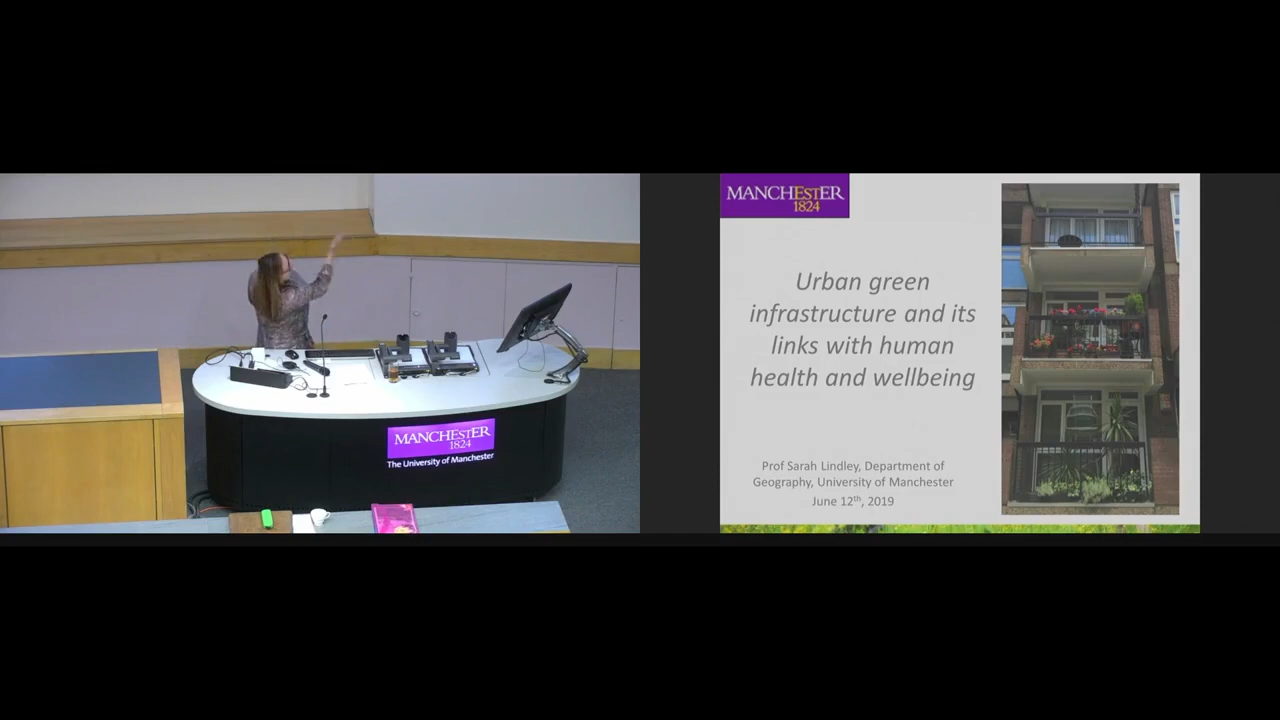 MANCHESTER
1824
The University of Manchester
MANCHESTER
1824
Urban green
infrastructure and its
links with human
health and wellbeing
Prof Sarah Lindley, Department of
Geography, University of Manchester
June 12th, 2019